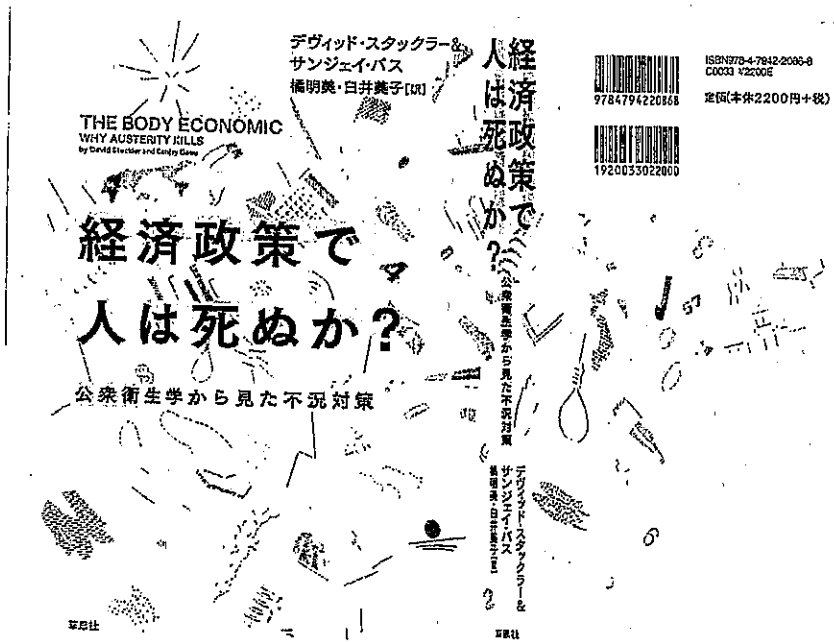 デヴィッド・スタックラー&
サンジェイ・バス
橘明美・臼井美子[訳]
THE BODY ECONOMIC
WHY AUSTERITY KILLS
by David Stuckler and Sanjay Basu
経済政策で
人は死ぬか?
公衆衛生学から見た不況対策
草思社
経済政策で
人は死ぬか?
公衆衛生学から見た不況対策
デヴィッド・スタックラー&
サンジェイ・バス
橘明美・臼井美子[訳]
草思社
9784794220868
1920033022000
ISBN978-4-7942-2086-8
C0033 ¥2200E
定価(本体2200円+税)